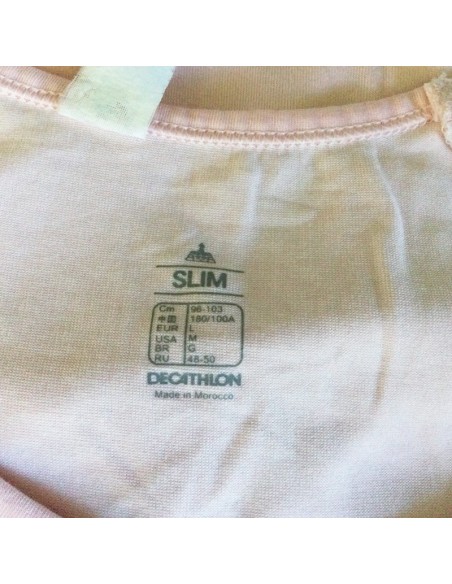 SLIM
Cm 96-103
中国 180/100A
EUR L
USA M
BR G
RU 48-50
DECATHLON
Made in Morocco